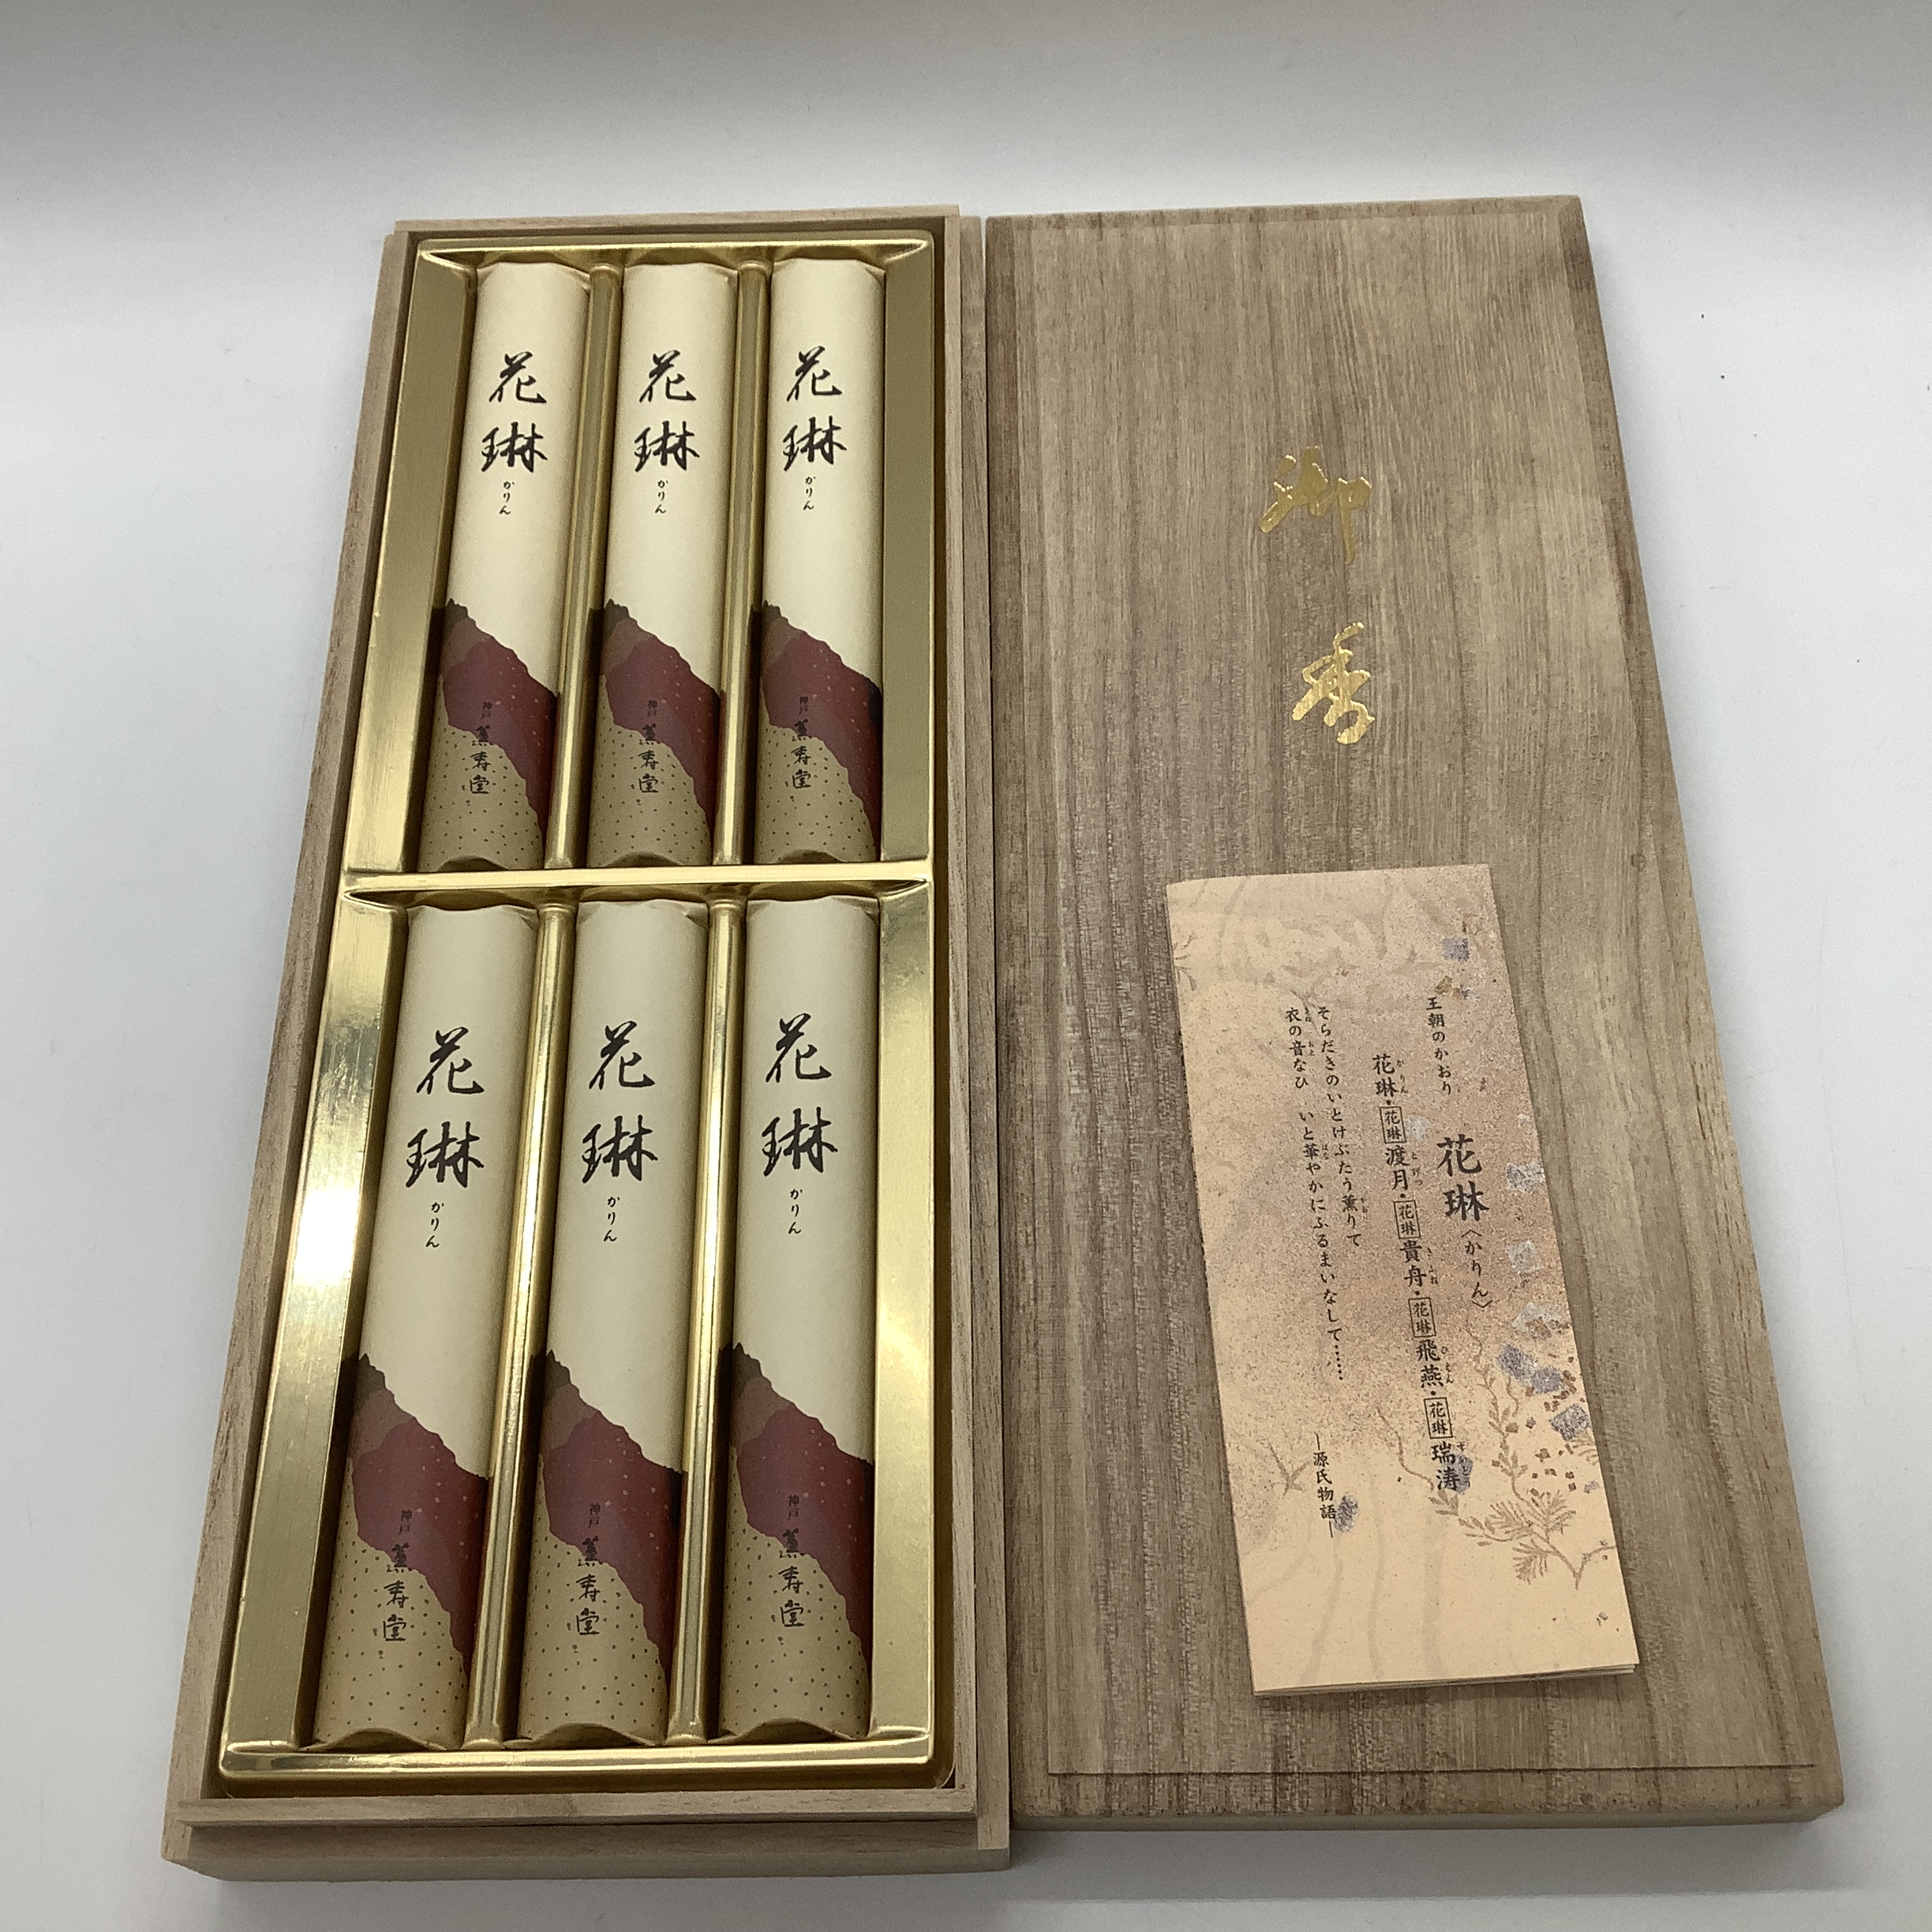 花琳
かりん
神戸
薫寿堂
花琳
かりん
神戸
薫寿堂
花琳
かりん
神戸
薫寿堂
花琳
かりん
神戸
薫寿堂
花琳
かりん
神戸
薫寿堂
花琳
かりん
神戸
薫寿堂
御香
王朝のかおり
花琳〈かりん〉
花琳・花琳渡月・花琳貴舟・花琳飛燕・花琳瑞涛
そらだきのいとけぶたう薫りて
衣の音なひ いと華やかにふるまいなして……
―源氏物語―